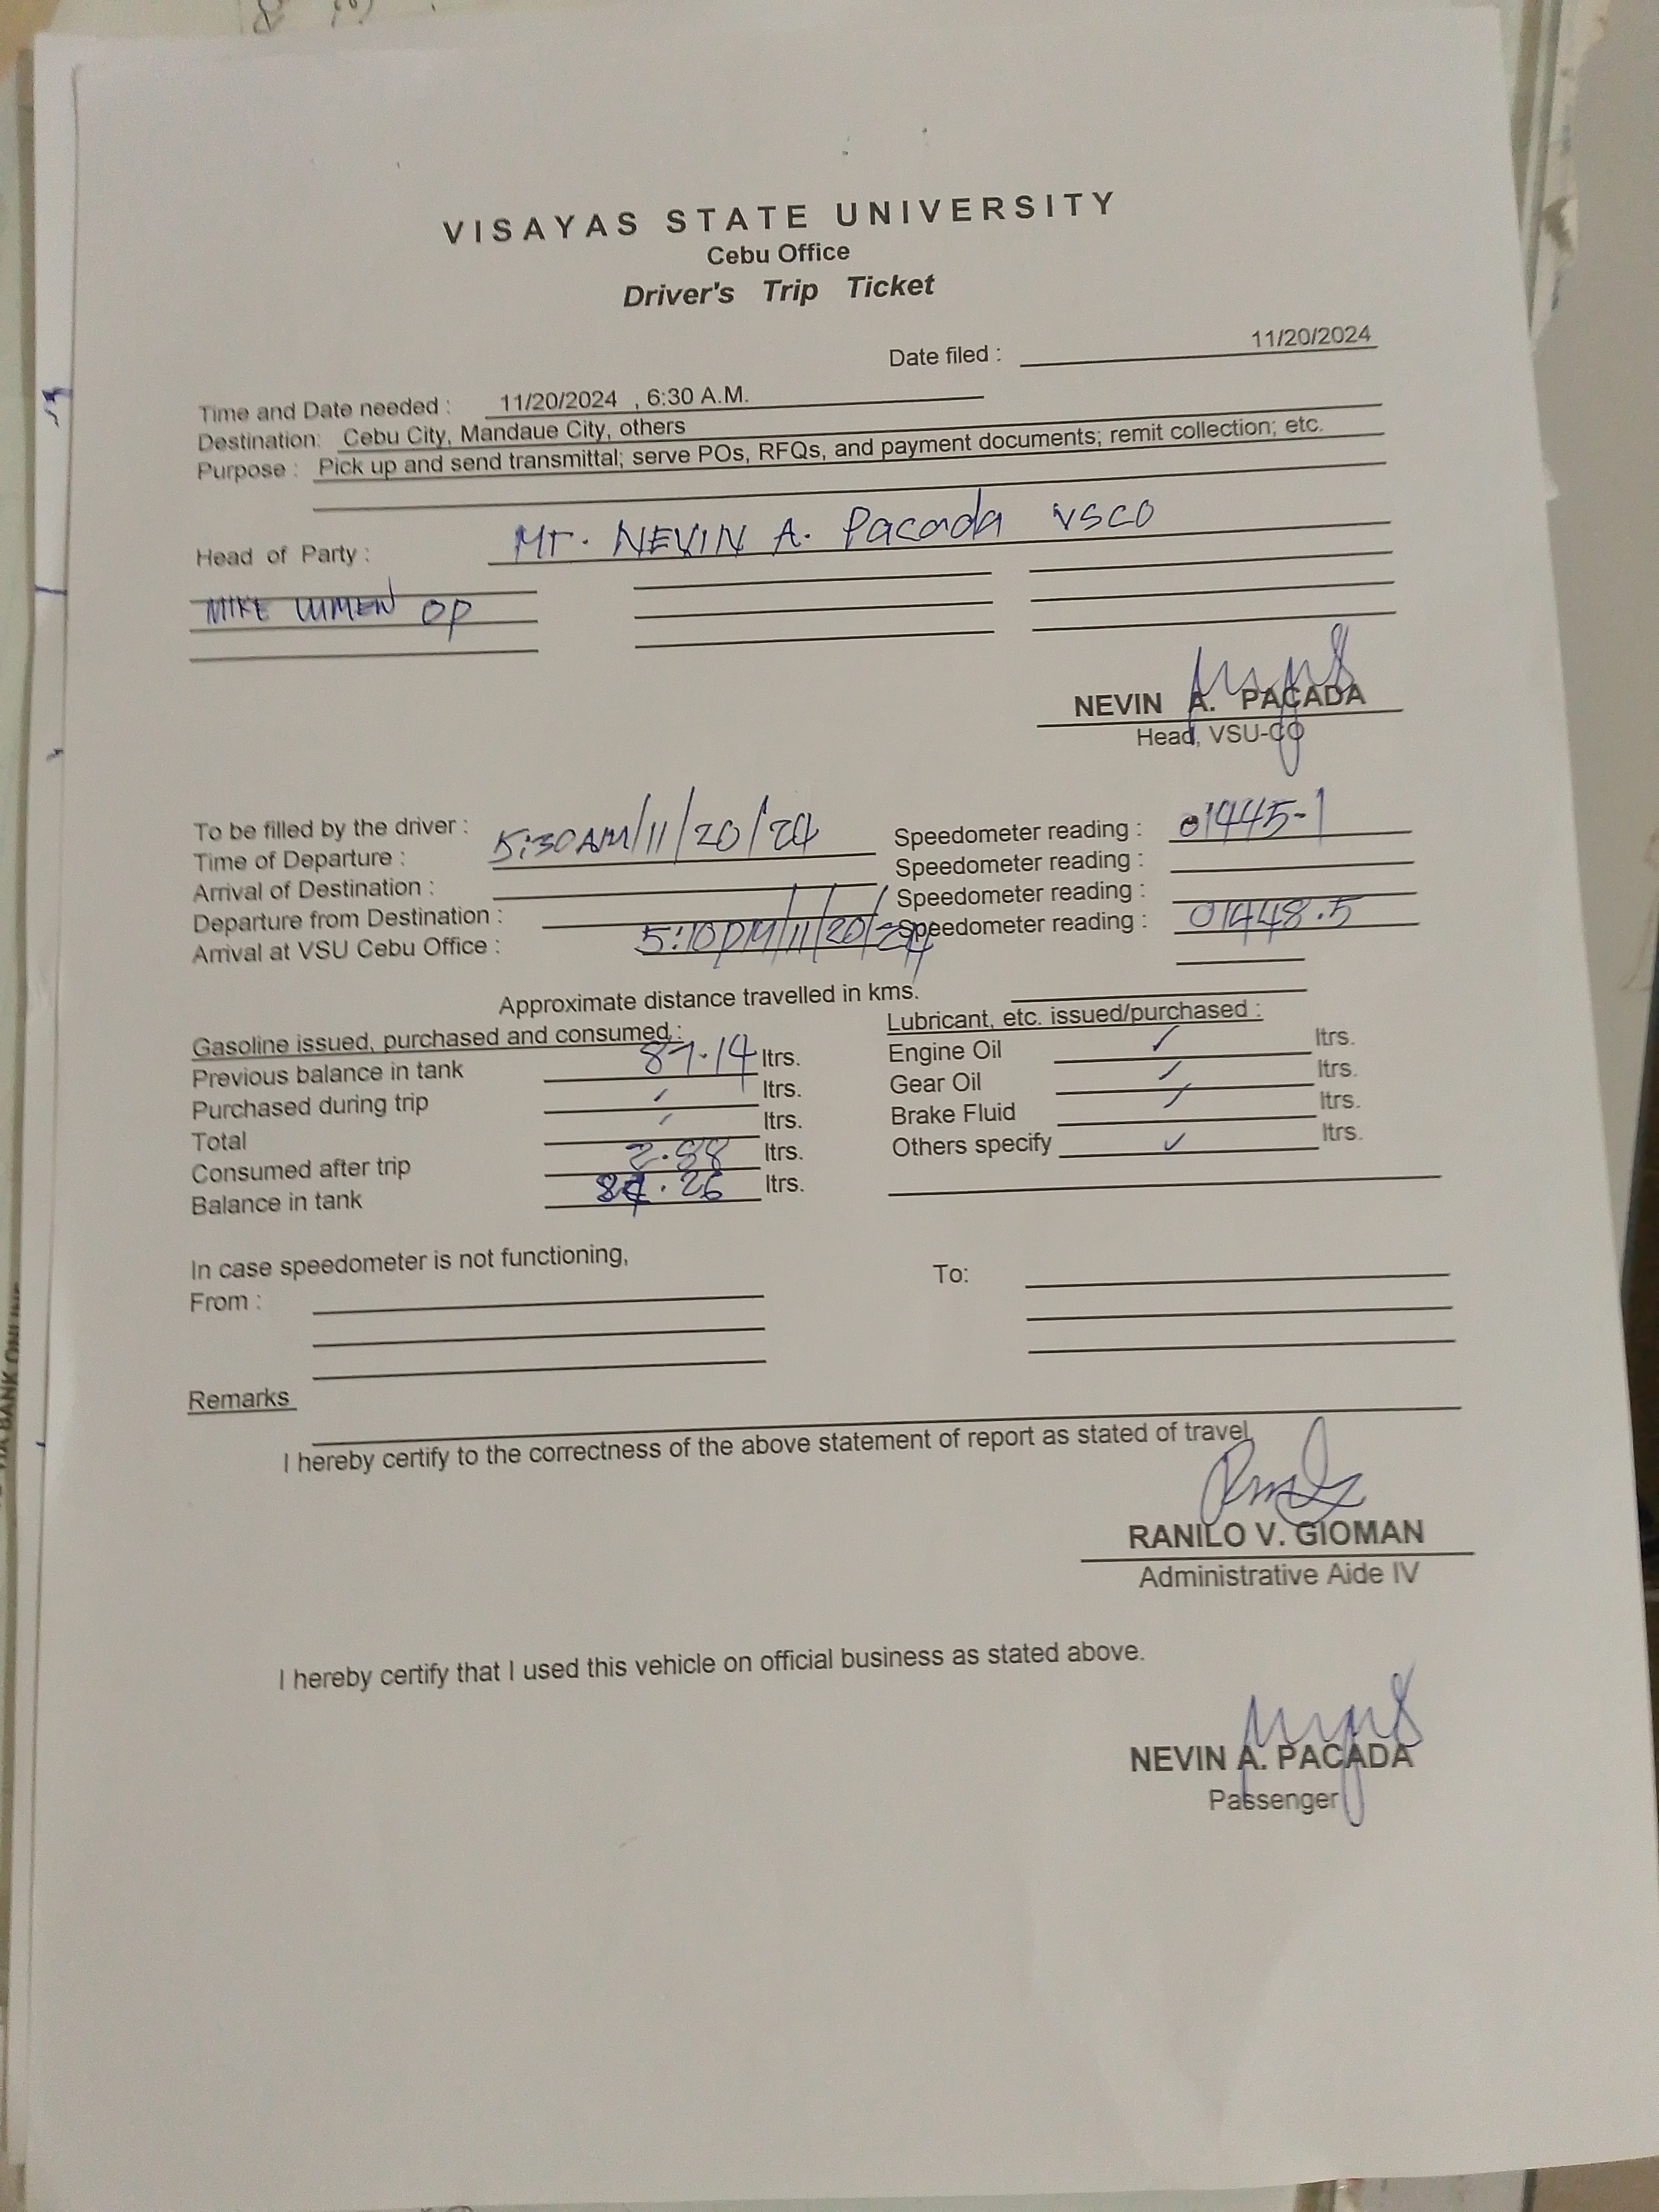 VISAYAS STATE UNIVERSITY
Cebu Office
Driver's Trip Ticket
Date filed : 11/20/2024
Time and Date needed : 11/20/2024 , 6:30 A.M.
Destination: Cebu City, Mandaue City, others
Purpose : Pick up and send transmittal; serve POs, RFQs, and payment documents; remit collection; etc.
Head of Party : Mr. NEVIN A. Pacada VSCO
MIKE OP
NEVIN A. PACADA
Head, VSU-CO
To be filled by the driver :
Time of Departure : 5:30AM/11/20/24 Speedometer reading : 01445-1
Arrival of Destination : Speedometer reading :
Departure from Destination : Speedometer reading :
Arrival at VSU Cebu Office : 5:10PM/11/20/24 Speedometer reading : 01448.5
Approximate distance travelled in kms.
Gasoline issued, purchased and consumed : Lubricant, etc. issued/purchased :
Previous balance in tank 87.14 ltrs. Engine Oil ltrs.
Purchased during trip ltrs. Gear Oil ltrs.
Total ltrs. Brake Fluid ltrs.
Consumed after trip 2.88 ltrs. Others specify ltrs.
Balance in tank 84.26 ltrs.
In case speedometer is not functioning,
From : To:
Remarks
I hereby certify to the correctness of the above statement of report as stated of travel
RANILO V. GIOMAN
Administrative Aide IV
I hereby certify that I used this vehicle on official business as stated above.
NEVIN A. PACADA
Passenger